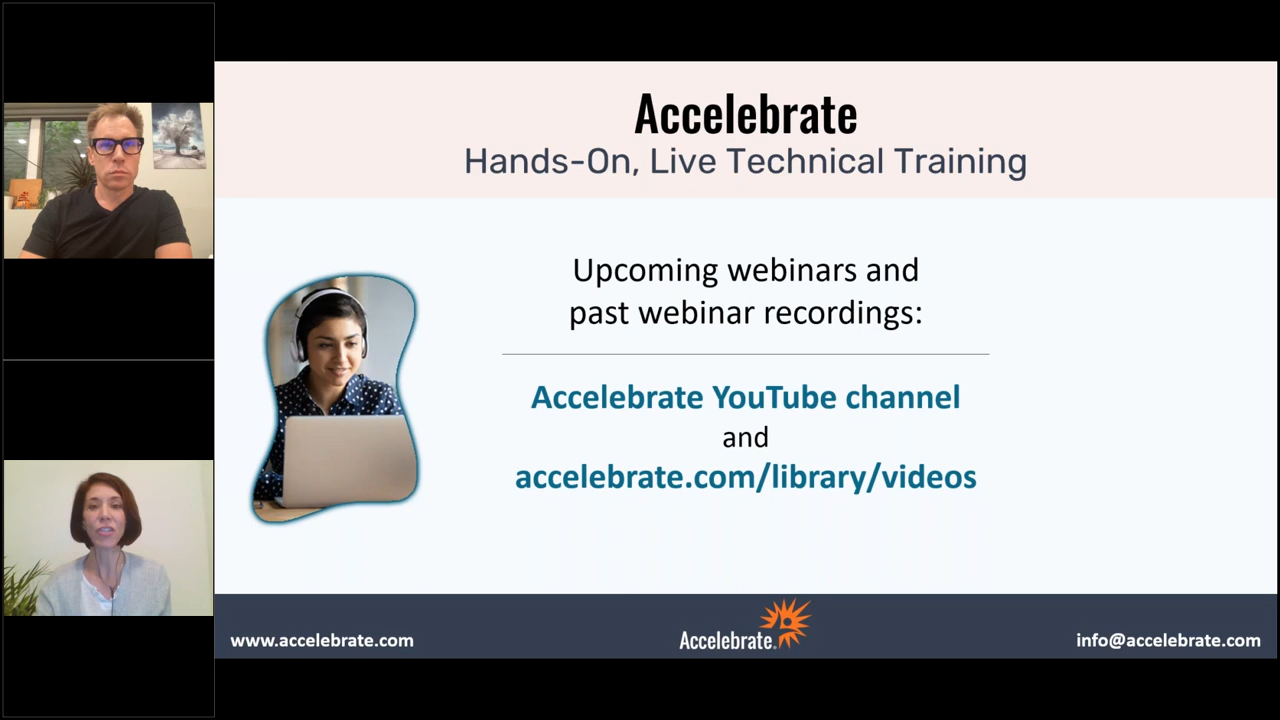 Accelebrate
Hands-On, Live Technical Training
Upcoming webinars and
past webinar recordings:
Accelebrate YouTube channel
and
accelebrate.com/library/videos
www.accelebrate.com
Accelebrate.
info@accelebrate.com